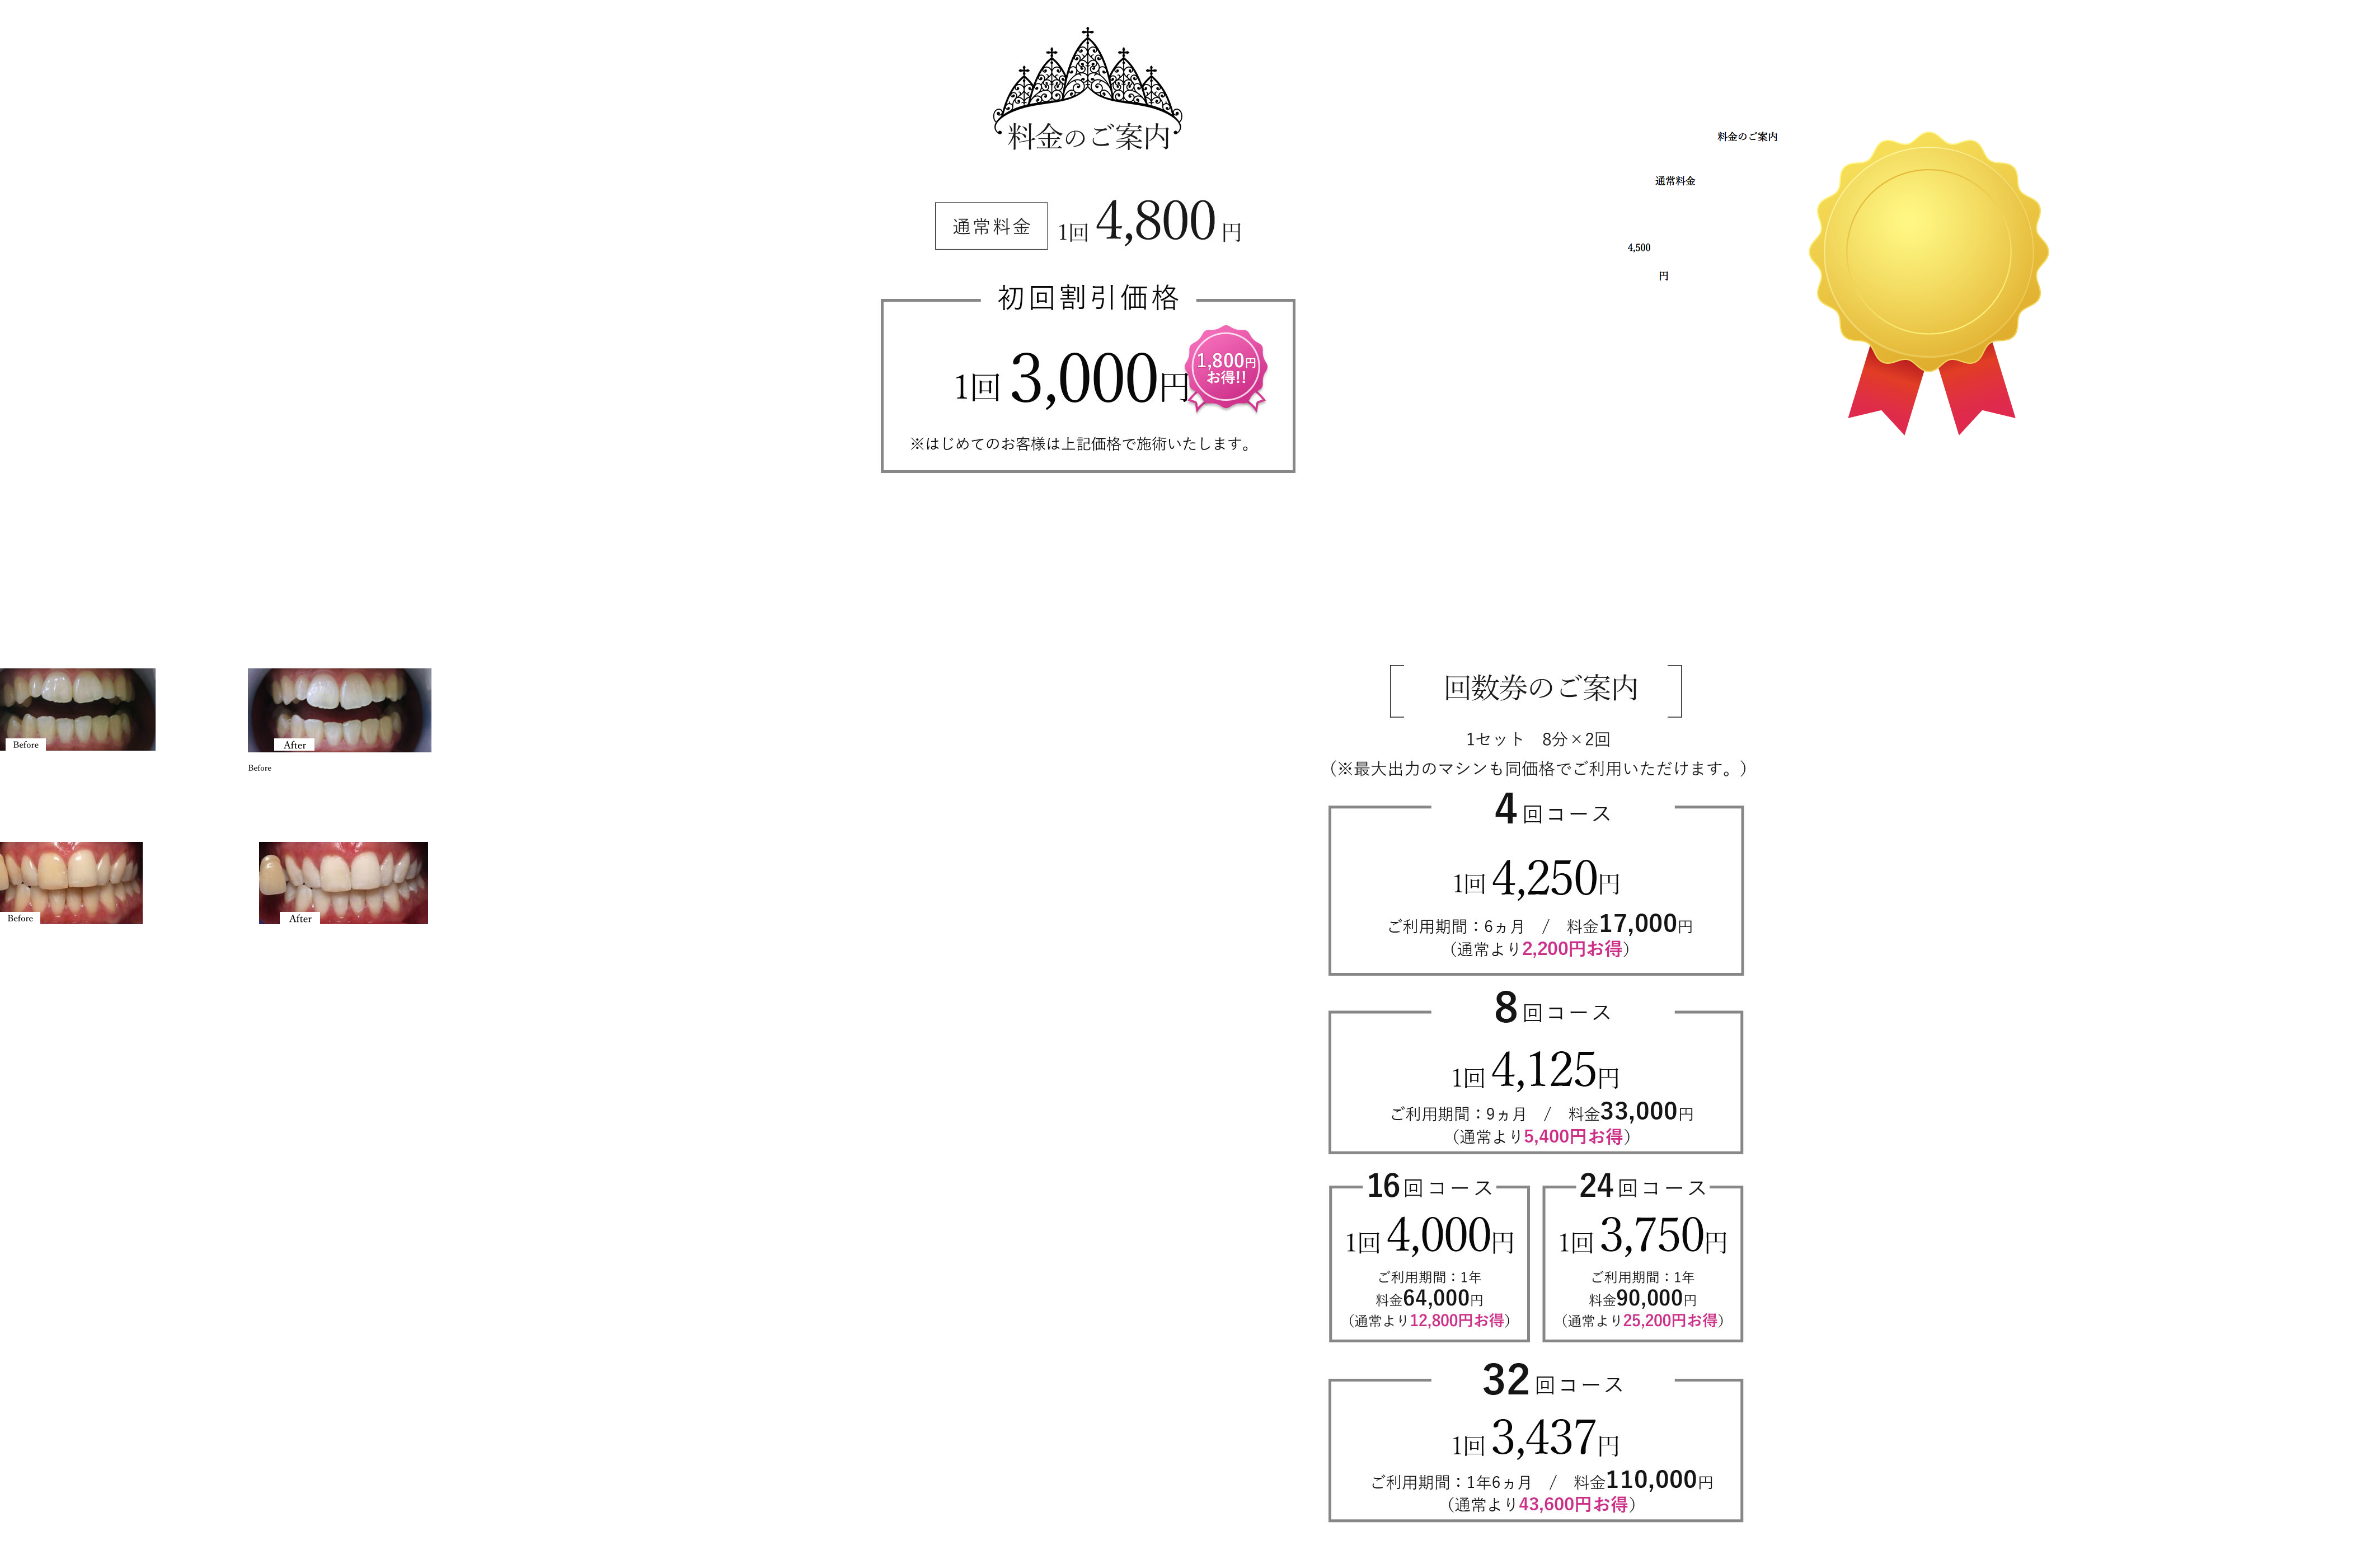 料金のご案内
通常料金 1回 4,800 円
初回割引価格
1回 3,000円
1,800円
お得!!
※はじめてのお客様は上記価格で施術いたします。
料金のご案内
通常料金
4,500
円
Before
After
Before
Before
After
回数券のご案内
1セット　8分×2回
（※最大出力のマシンも同価格でご利用いただけます。）
4回コース
1回 4,250円
ご利用期間：6ヵ月　/　料金17,000円
（通常より2,200円お得）
8回コース
1回 4,125円
ご利用期間：9ヵ月　/　料金33,000円
（通常より5,400円お得）
16回コース
1回 4,000円
ご利用期間：1年
料金64,000円
（通常より12,800円お得）
24回コース
1回 3,750円
ご利用期間：1年
料金90,000円
（通常より25,200円お得）
32回コース
1回 3,437円
ご利用期間：1年6ヵ月　/　料金110,000円
（通常より43,600円お得）